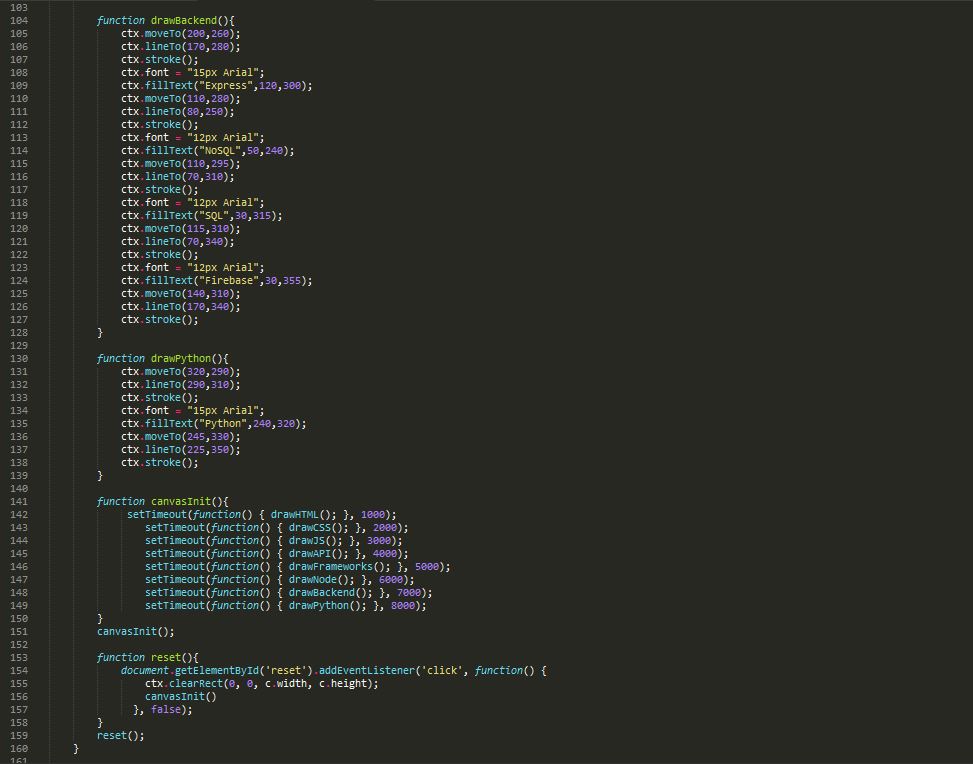 103
104 function drawBackend(){
105 ctx.moveTo(200,260);
106 ctx.lineTo(170,280);
107 ctx.stroke();
108 ctx.font = "15px Arial";
109 ctx.fillText("Express",120,300);
110 ctx.moveTo(110,280);
111 ctx.lineTo(80,250);
112 ctx.stroke();
113 ctx.font = "12px Arial";
114 ctx.fillText("NoSQL",50,240);
115 ctx.moveTo(110,295);
116 ctx.lineTo(70,310);
117 ctx.stroke();
118 ctx.font = "12px Arial";
119 ctx.fillText("SQL",30,315);
120 ctx.moveTo(115,310);
121 ctx.lineTo(70,340);
122 ctx.stroke();
123 ctx.font = "12px Arial";
124 ctx.fillText("Firebase",30,355);
125 ctx.moveTo(140,310);
126 ctx.lineTo(170,340);
127 ctx.stroke();
128 }
129
130 function drawPython(){
131 ctx.moveTo(320,290);
132 ctx.lineTo(290,310);
133 ctx.stroke();
134 ctx.font = "15px Arial";
135 ctx.fillText("Python",240,320);
136 ctx.moveTo(245,330);
137 ctx.lineTo(225,350);
138 ctx.stroke();
139 }
140
141 function canvasInit(){
142 setTimeout(function() { drawHTML(); }, 1000);
143 setTimeout(function() { drawCSS(); }, 2000);
144 setTimeout(function() { drawJS(); }, 3000);
145 setTimeout(function() { drawAPI(); }, 4000);
146 setTimeout(function() { drawFrameworks(); }, 5000);
147 setTimeout(function() { drawNode(); }, 6000);
148 setTimeout(function() { drawBackend(); }, 7000);
149 setTimeout(function() { drawPython(); }, 8000);
150 }
151 canvasInit();
152
153 function reset(){
154 document.getElementById('reset').addEventListener('click', function() {
155 ctx.clearRect(0, 0, c.width, c.height);
156 canvasInit()
157 }, false);
158 }
159 reset();
160 }
161